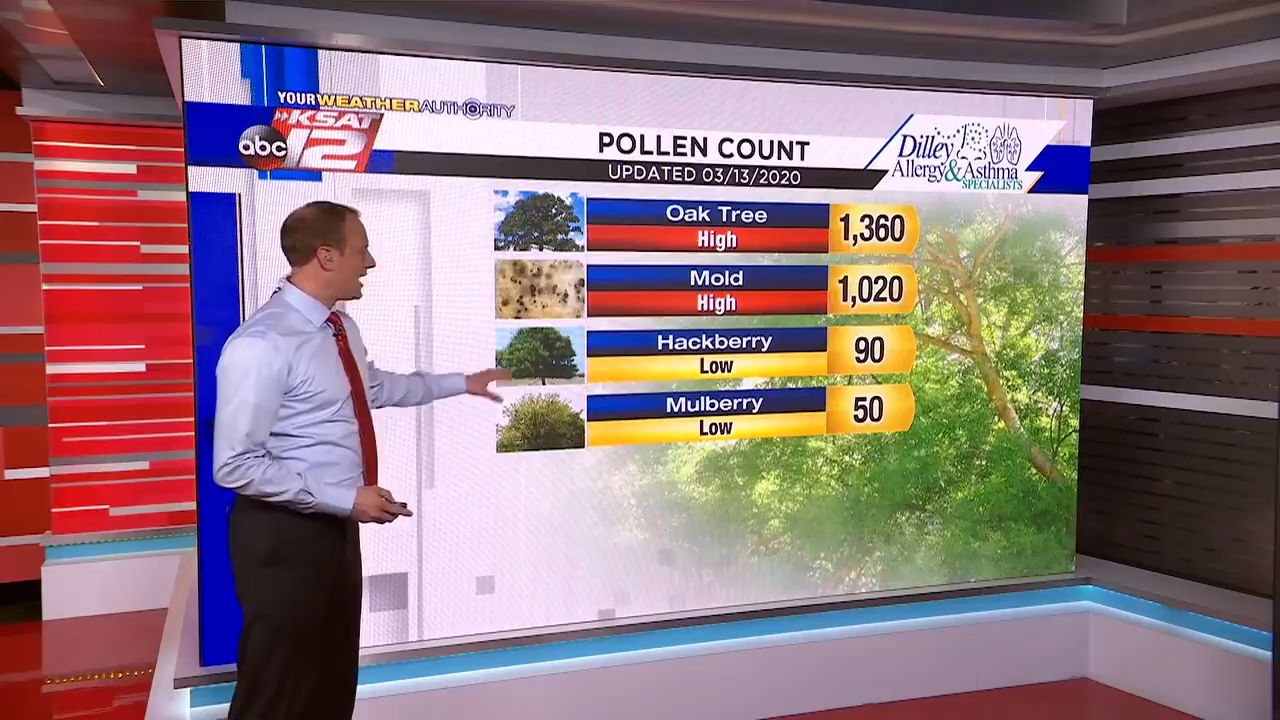 YOUR WEATHER AUTHORITY
KSAT
abc 12
POLLEN COUNT
UPDATED 03/13/2020
Dilley
Allergy & Asthma
SPECIALISTS
Oak Tree
High
1,360
Mold
High
1,020
Hackberry
Low
90
Mulberry
Low
50